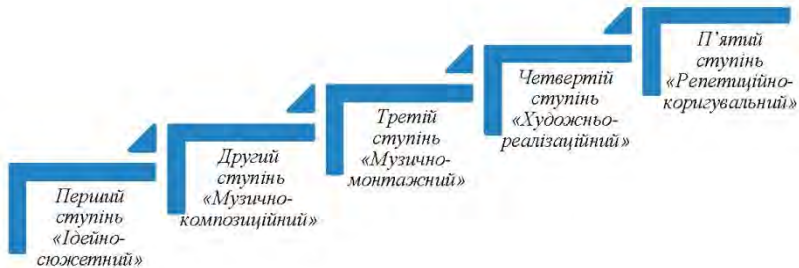 Перший
ступінь
«Ідейно-
сюжетний»
Другий
ступінь
«Музично-
композиційний»
Третій
ступінь
«Музично-
монтажний»
Четвертій
ступінь
«Художньо-
реалізаційний»
П'ятий
ступінь
«Репетиційно-
коригувальний»